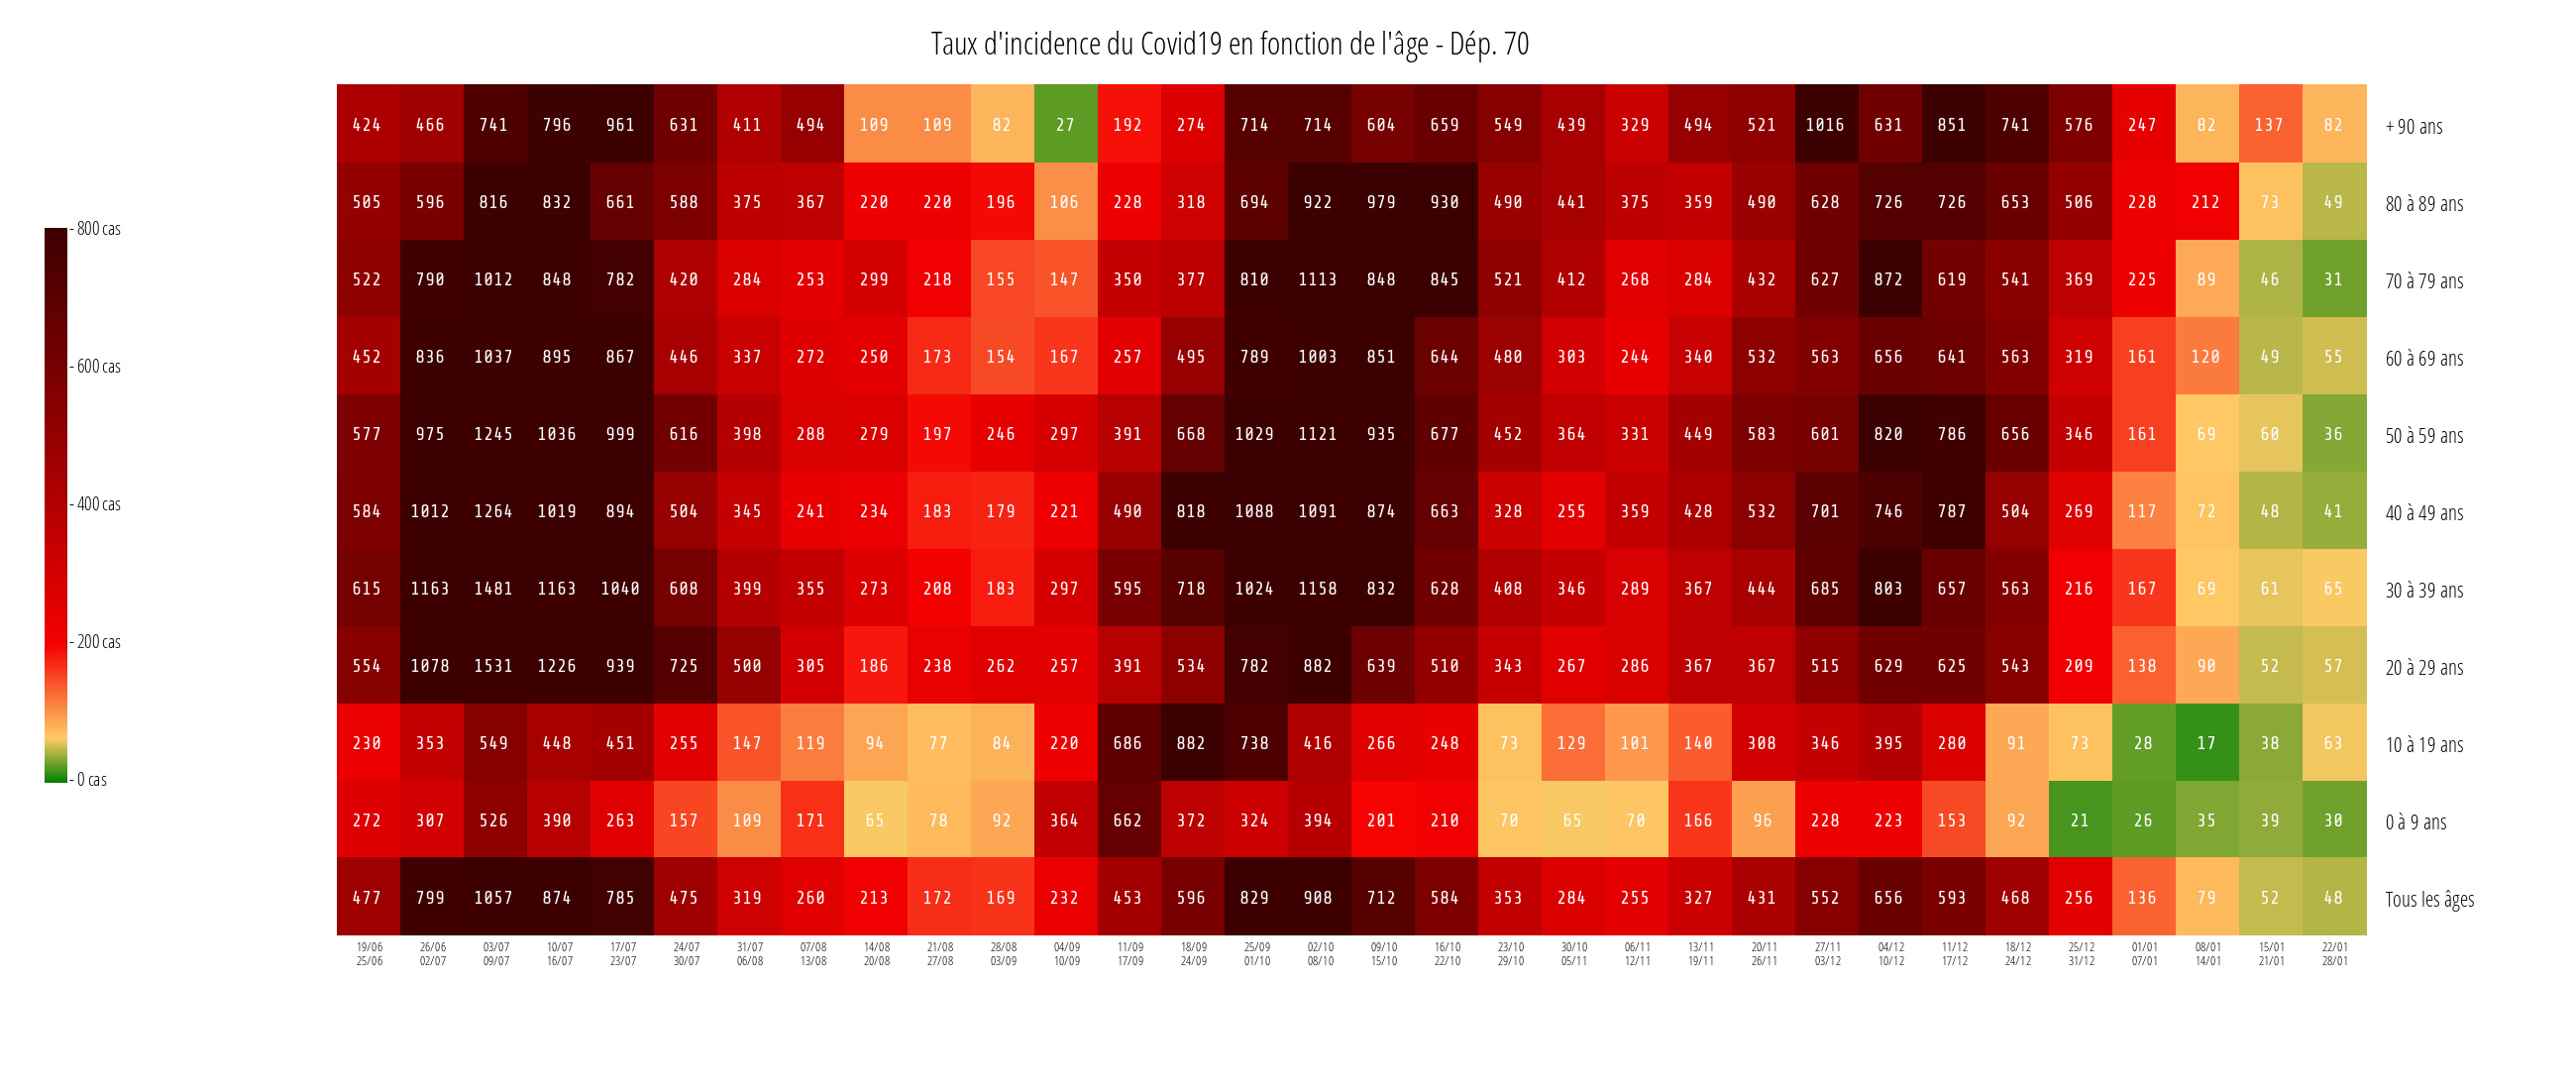 Taux d'incidence du Covid19 en fonction de l'âge - Dép. 70
- 800 cas
- 600 cas
- 400 cas
- 200 cas
- 0 cas
424 466 741 796 961 631 411 494 109 109 82 27 192 274 714 714 604 659 549 439 329 494 521 1016 631 851 741 576 247 82 137 82 + 90 ans
505 596 816 832 661 588 375 367 220 220 196 106 228 318 694 922 979 930 490 441 375 359 490 628 726 726 653 506 228 212 73 49 80 à 89 ans
522 790 1012 848 782 420 284 253 299 218 155 147 350 377 810 1113 848 845 521 412 268 284 432 627 872 619 541 369 225 89 46 31 70 à 79 ans
452 836 1037 895 867 446 337 272 250 173 154 167 257 495 789 1003 851 644 480 303 244 340 532 563 656 641 563 319 161 120 49 55 60 à 69 ans
577 975 1245 1036 999 616 398 288 279 197 246 297 391 668 1029 1121 935 677 452 364 331 449 583 601 820 786 656 346 161 69 60 36 50 à 59 ans
584 1012 1264 1019 894 504 345 241 234 183 179 221 490 818 1088 1091 874 663 328 255 359 428 532 701 746 787 504 269 117 72 48 41 40 à 49 ans
615 1163 1481 1163 1040 608 399 355 273 208 183 297 595 718 1024 1158 832 628 408 346 289 367 444 685 803 657 563 216 167 69 61 65 30 à 39 ans
554 1078 1531 1226 939 725 500 305 186 238 262 257 391 534 782 882 639 510 343 267 286 367 367 515 629 625 543 209 138 90 52 57 20 à 29 ans
230 353 549 448 451 255 147 119 94 77 84 220 686 882 738 416 266 248 73 129 101 140 308 346 395 280 91 73 28 17 38 63 10 à 19 ans
272 307 526 390 263 157 109 171 65 78 92 364 662 372 324 394 201 210 70 65 70 166 96 228 223 153 92 21 26 35 39 30 0 à 9 ans
477 799 1057 874 785 475 319 260 213 172 169 232 453 596 829 908 712 584 353 284 255 327 431 552 656 593 468 256 136 79 52 48 Tous les âges
19/06 26/06 03/07 10/07 17/07 24/07 31/07 07/08 14/08 21/08 28/08 04/09 11/09 18/09 25/09 02/10 09/10 16/10 23/10 30/10 06/11 13/11 20/11 27/11 04/12 11/12 18/12 25/12 01/01 08/01 15/01 22/01
25/06 02/07 09/07 16/07 23/07 30/07 06/08 13/08 20/08 27/08 03/09 10/09 17/09 24/09 01/10 08/10 15/10 22/10 29/10 05/11 12/11 19/11 26/11 03/12 10/12 17/12 24/12 31/12 07/01 14/01 21/01 28/01